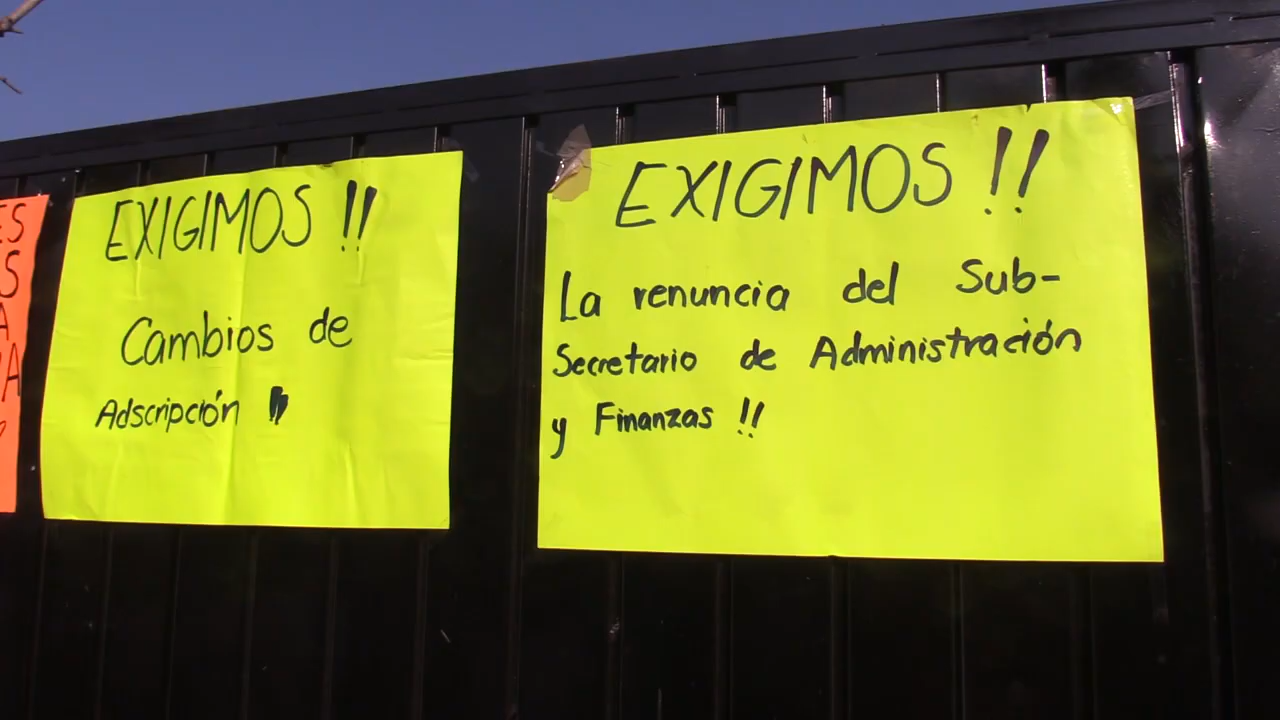 EXIGIMOS !!
Cambios de
Adscripción
EXIGIMOS !!
La renuncia del Sub-
Secretario de Administración
y Finanzas !!